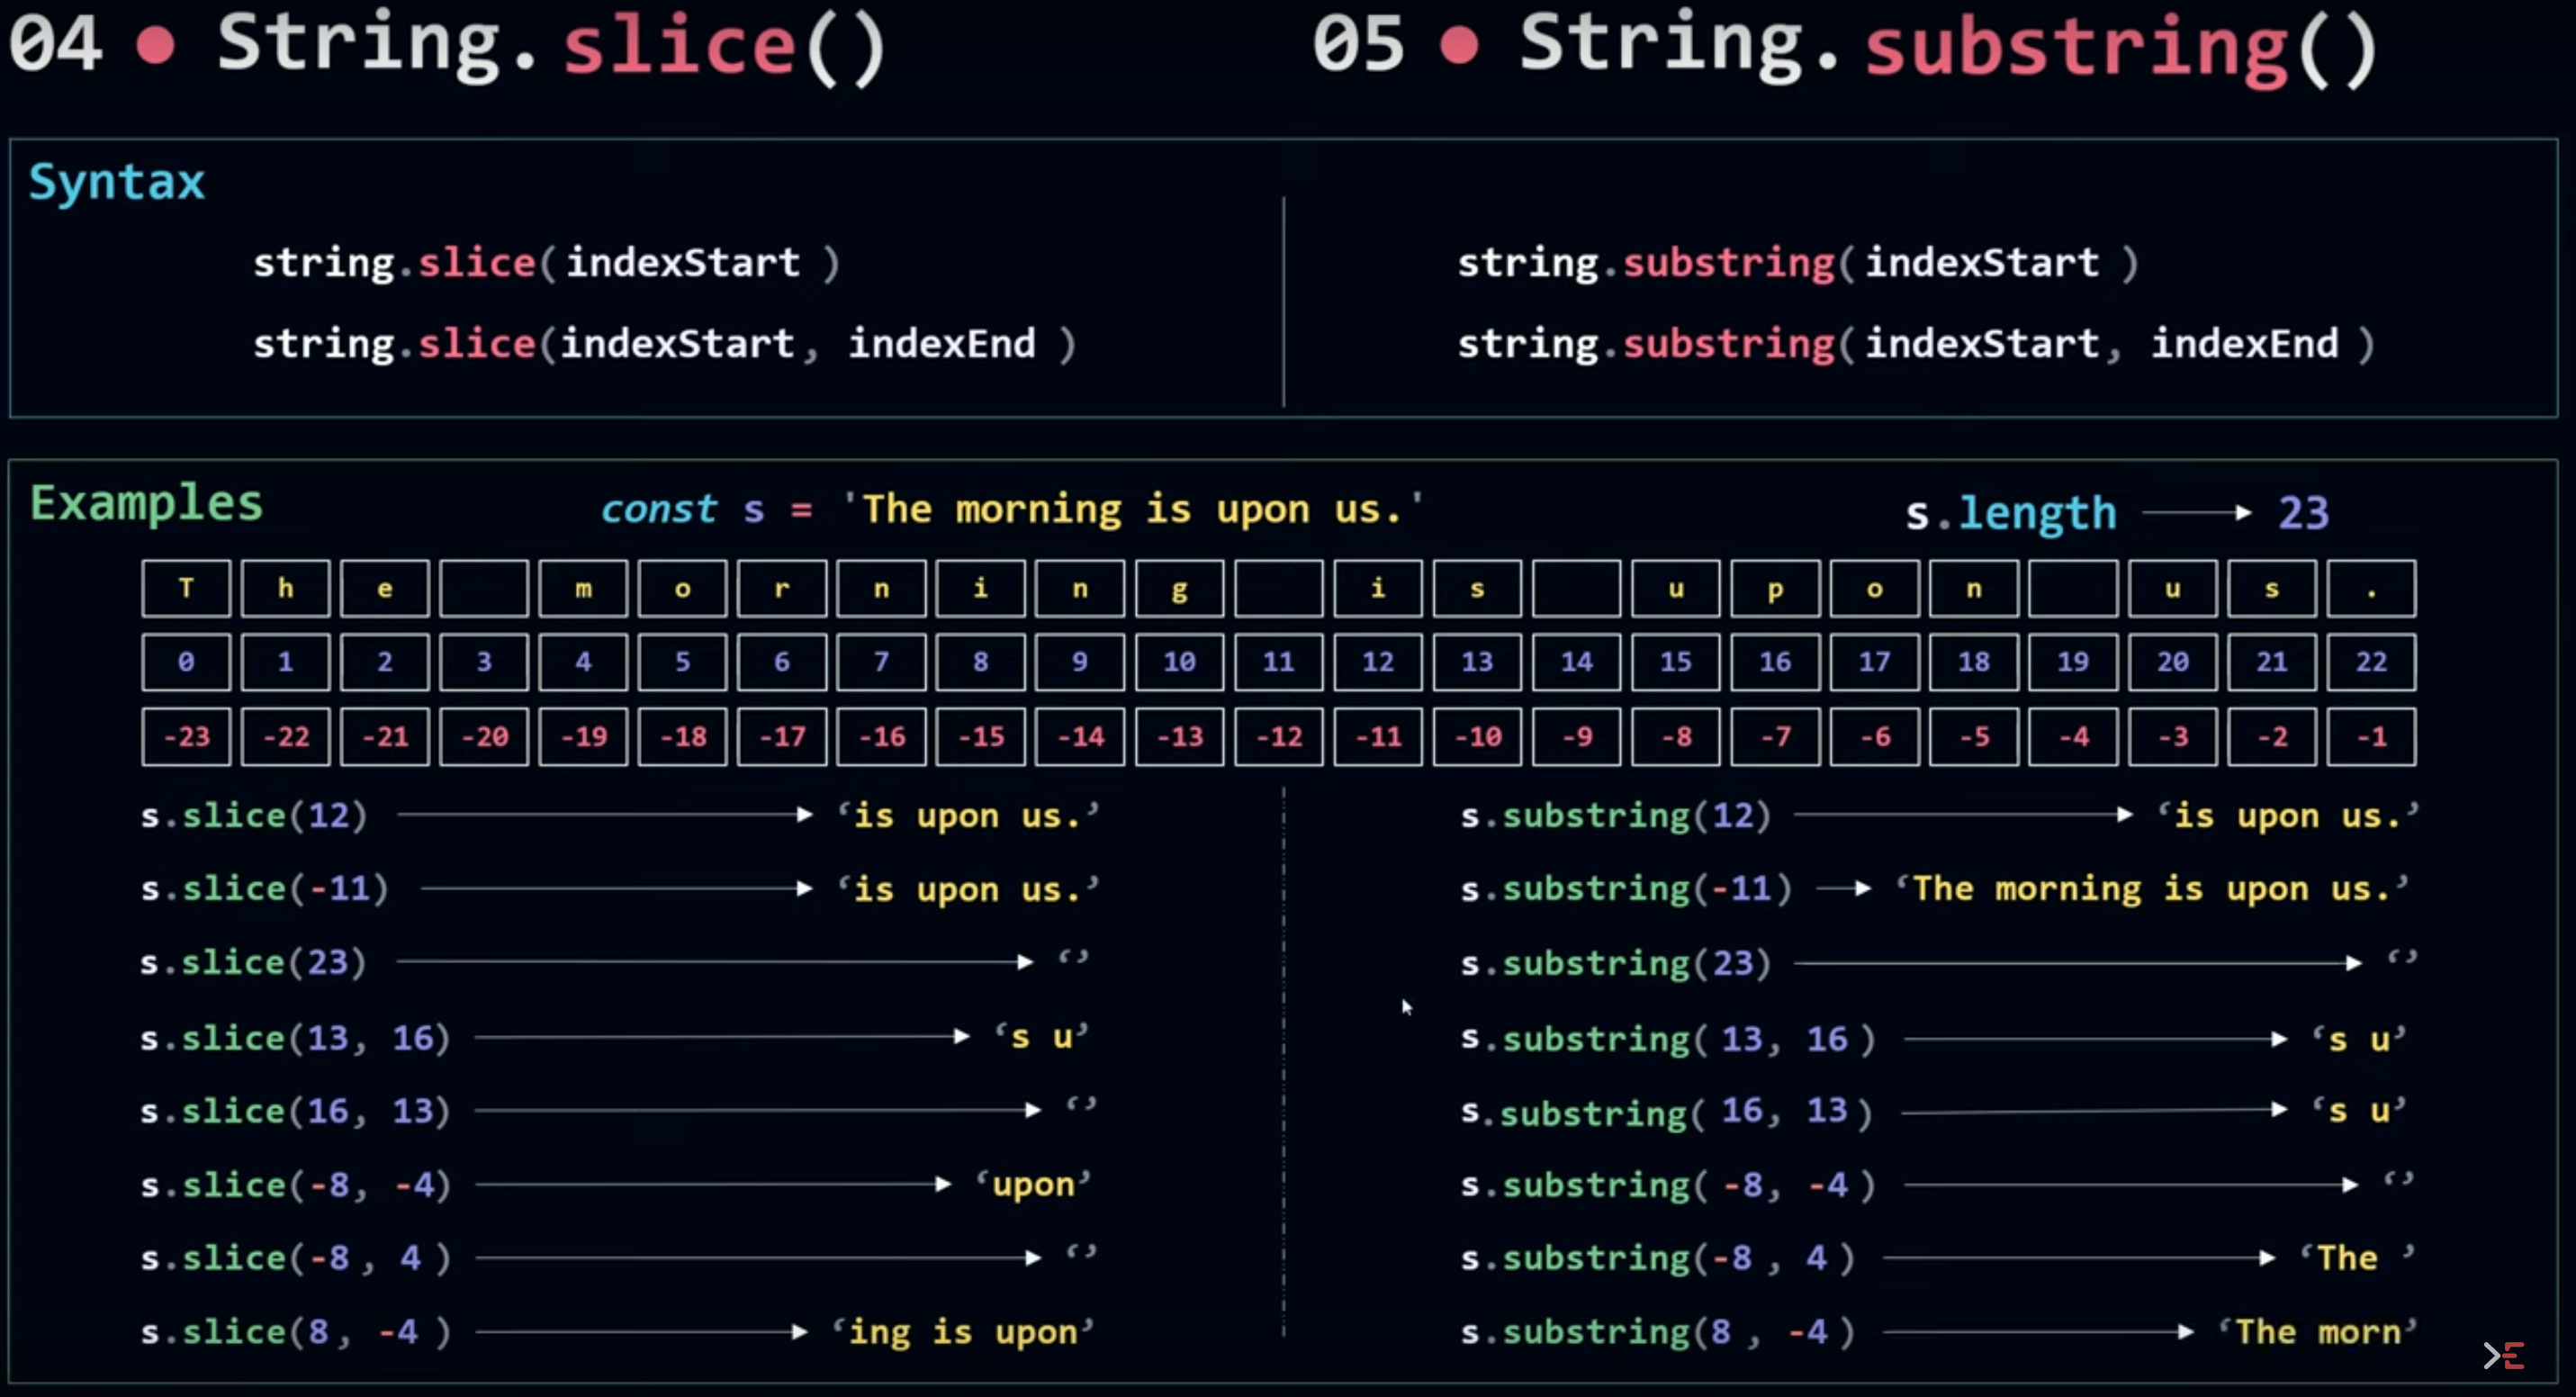 04 • String.slice()
05 • String.substring()
Syntax
string.slice( indexStart )
string.slice(indexStart, indexEnd )
string.substring( indexStart )
string.substring( indexStart, indexEnd )
Examples
const s = 'The morning is upon us.'
s.length → 23
T h e m o r n i n g i s u p o n u s .
0 1 2 3 4 5 6 7 8 9 10 11 12 13 14 15 16 17 18 19 20 21 22
-23 -22 -21 -20 -19 -18 -17 -16 -15 -14 -13 -12 -11 -10 -9 -8 -7 -6 -5 -4 -3 -2 -1
s.slice(12) → ‘is upon us.’
s.slice(-11) → ‘is upon us.’
s.slice(23) → ‘’
s.slice(13, 16) → ‘s u’
s.slice(16, 13) → ‘’
s.slice(-8, -4) → ‘upon’
s.slice(-8 , 4 ) → ‘’
s.slice(8 , -4 ) → ‘ing is upon’
s.substring(12) → ‘is upon us.’
s.substring(-11) → ‘The morning is upon us.’
s.substring(23) → ‘’
s.substring( 13, 16 ) → ‘s u’
s.substring( 16, 13 ) → ‘s u’
s.substring( -8, -4 ) → ‘’
s.substring(-8 , 4 ) → ‘The ’
s.substring(8 , -4 ) → ‘The morn’